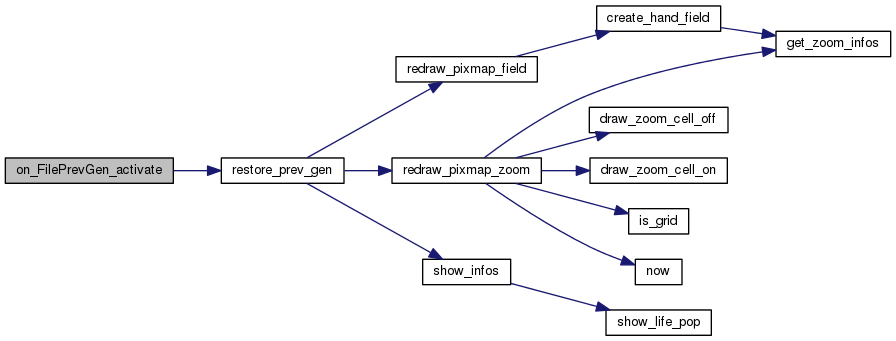 on_FilePrevGen_activate
restore_prev_gen
redraw_pixmap_field
create_hand_field
get_zoom_infos
redraw_pixmap_zoom
draw_zoom_cell_off
draw_zoom_cell_on
is_grid
now
show_infos
show_life_pop